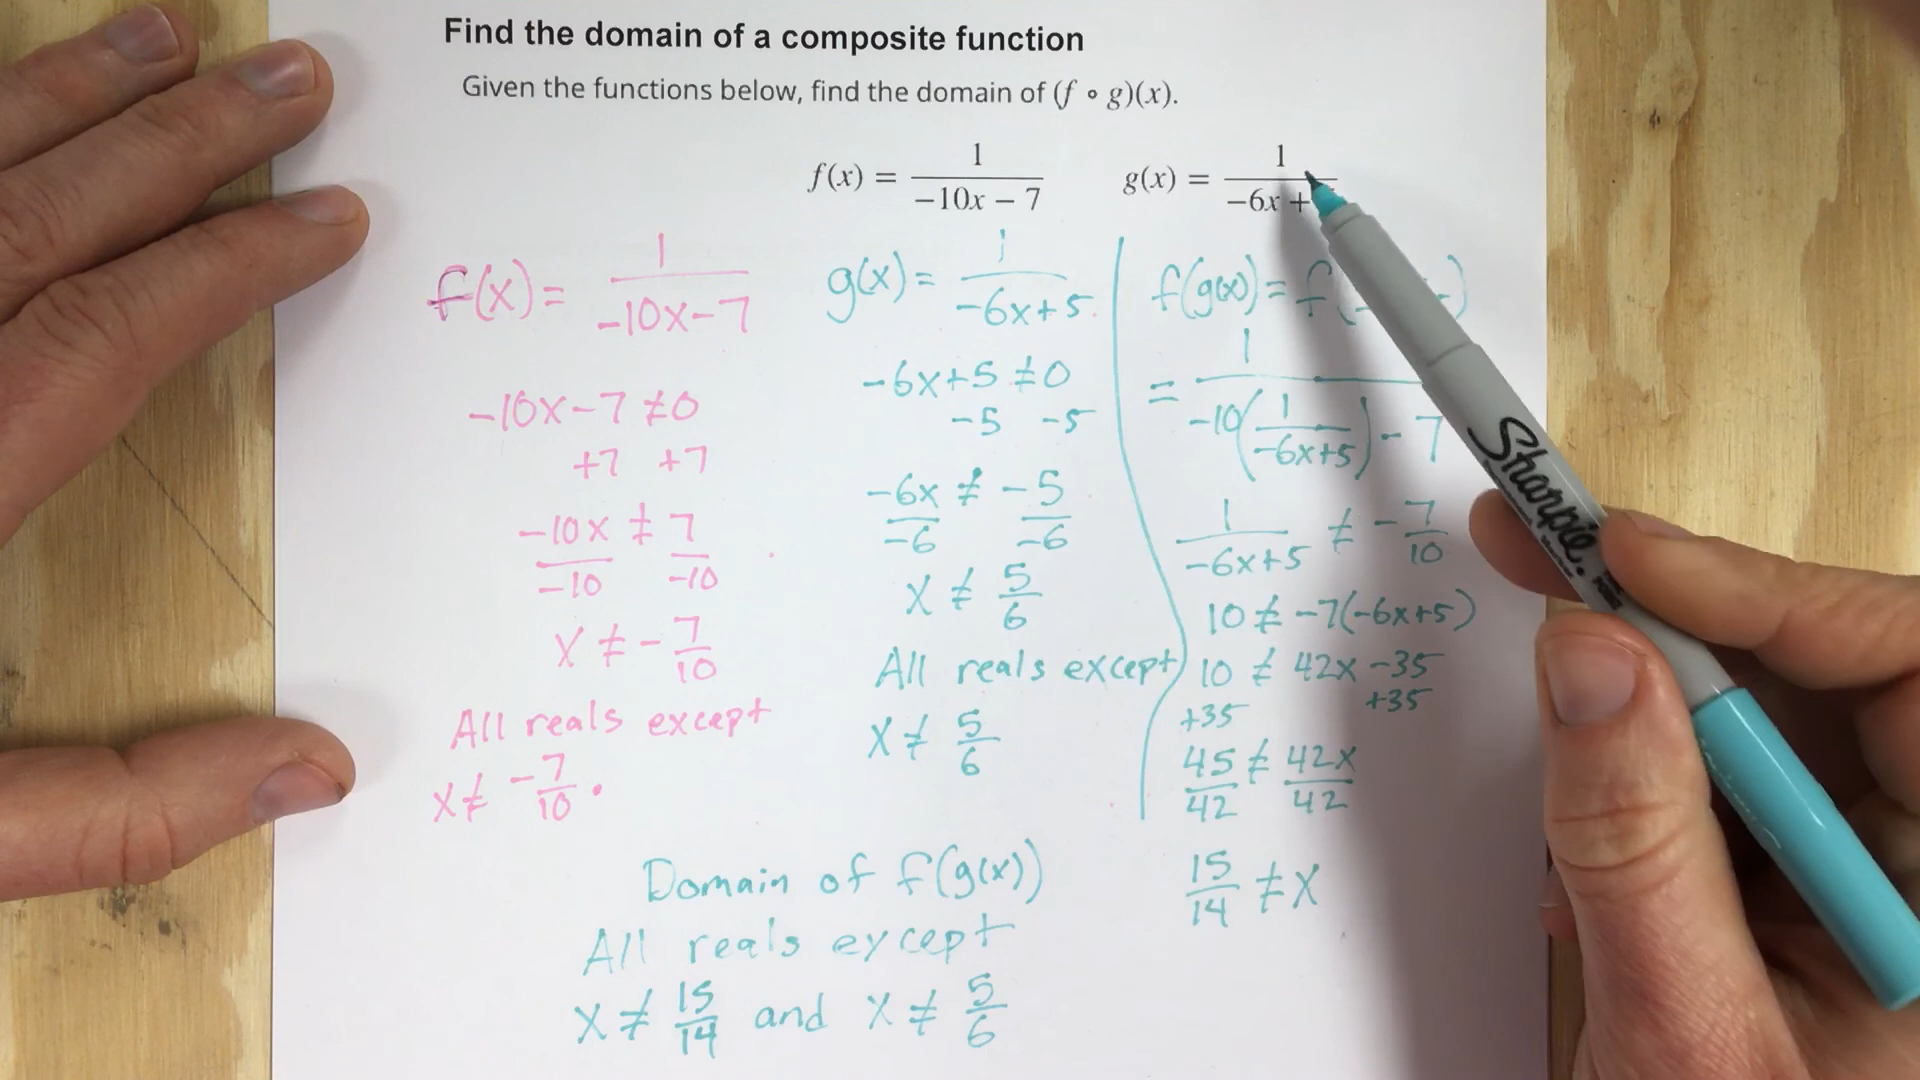 Find the domain of a composite function
Given the functions below, find the domain of (f ∘ g)(x).
f(x) = 1/(−10x − 7)
g(x) = 1/(−6x +
f(x) = 1/(-10x-7)
-10x-7 ≠ 0
+7 +7
-10x/-10 ≠ 7/-10
x ≠ -7/10
All reals except
x ≠ -7/10.
g(x) = 1/(-6x+5)
-6x+5 ≠ 0
-5 -5
-6x/-6 ≠ -5/-6
x ≠ 5/6
All reals except
x ≠ 5/6
f(g(x)) = f(
= 1/(-10(1/(-6x+5)) - 7
1/(-6x+5) ≠ -7/10
10 ≠ -7(-6x+5)
10 ≠ 42x -35
+35 +35
45/42 ≠ 42x/42
15/14 ≠ x
Domain of f(g(x))
All reals except
x ≠ 15/14 and x ≠ 5/6
Sharpie.